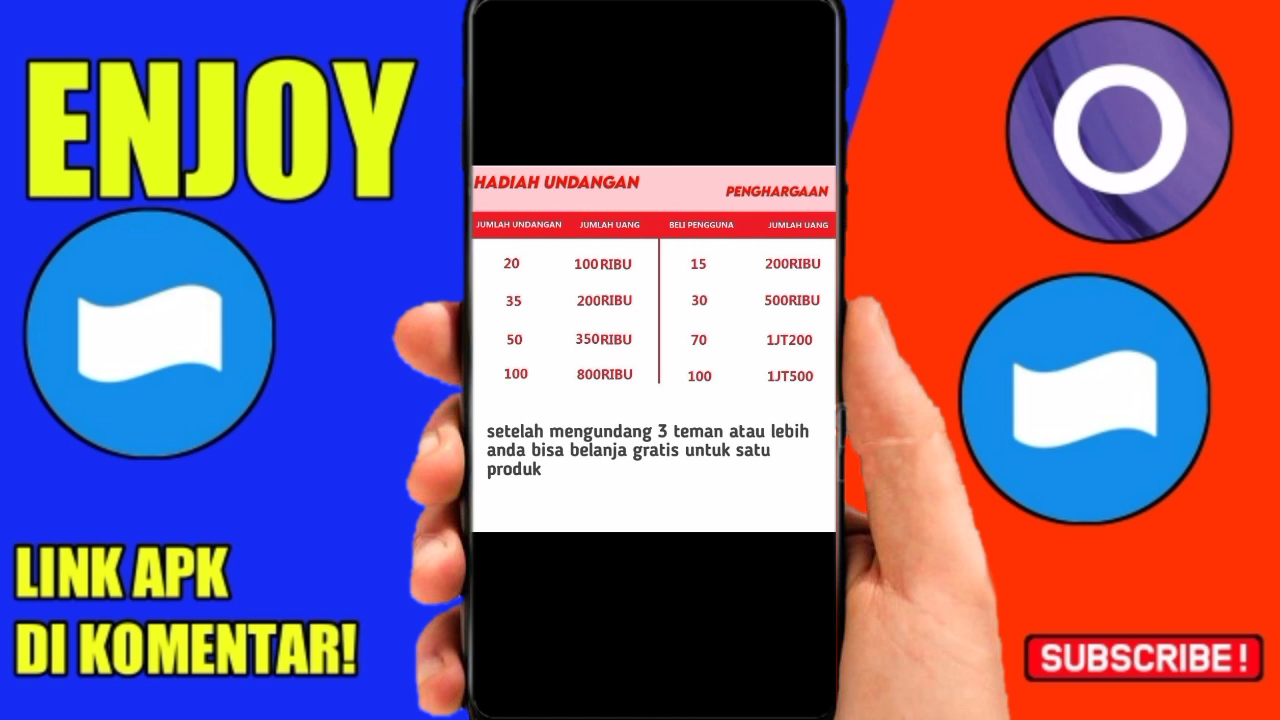 ENJOY
HADIAH UNDANGAN
PENGHARGAAN
JUMLAH UNDANGAN JUMLAH UANG BELI PENGGUNA JUMLAH UANG
20 100RIBU 15 200RIBU
35 200RIBU 30 500RIBU
50 350RIBU 70 1JT200
100 800RIBU 100 1JT500
setelah mengundang 3 teman atau lebih
anda bisa belanja gratis untuk satu
produk
LINK APK
DI KOMENTAR!
SUBSCRIBE!